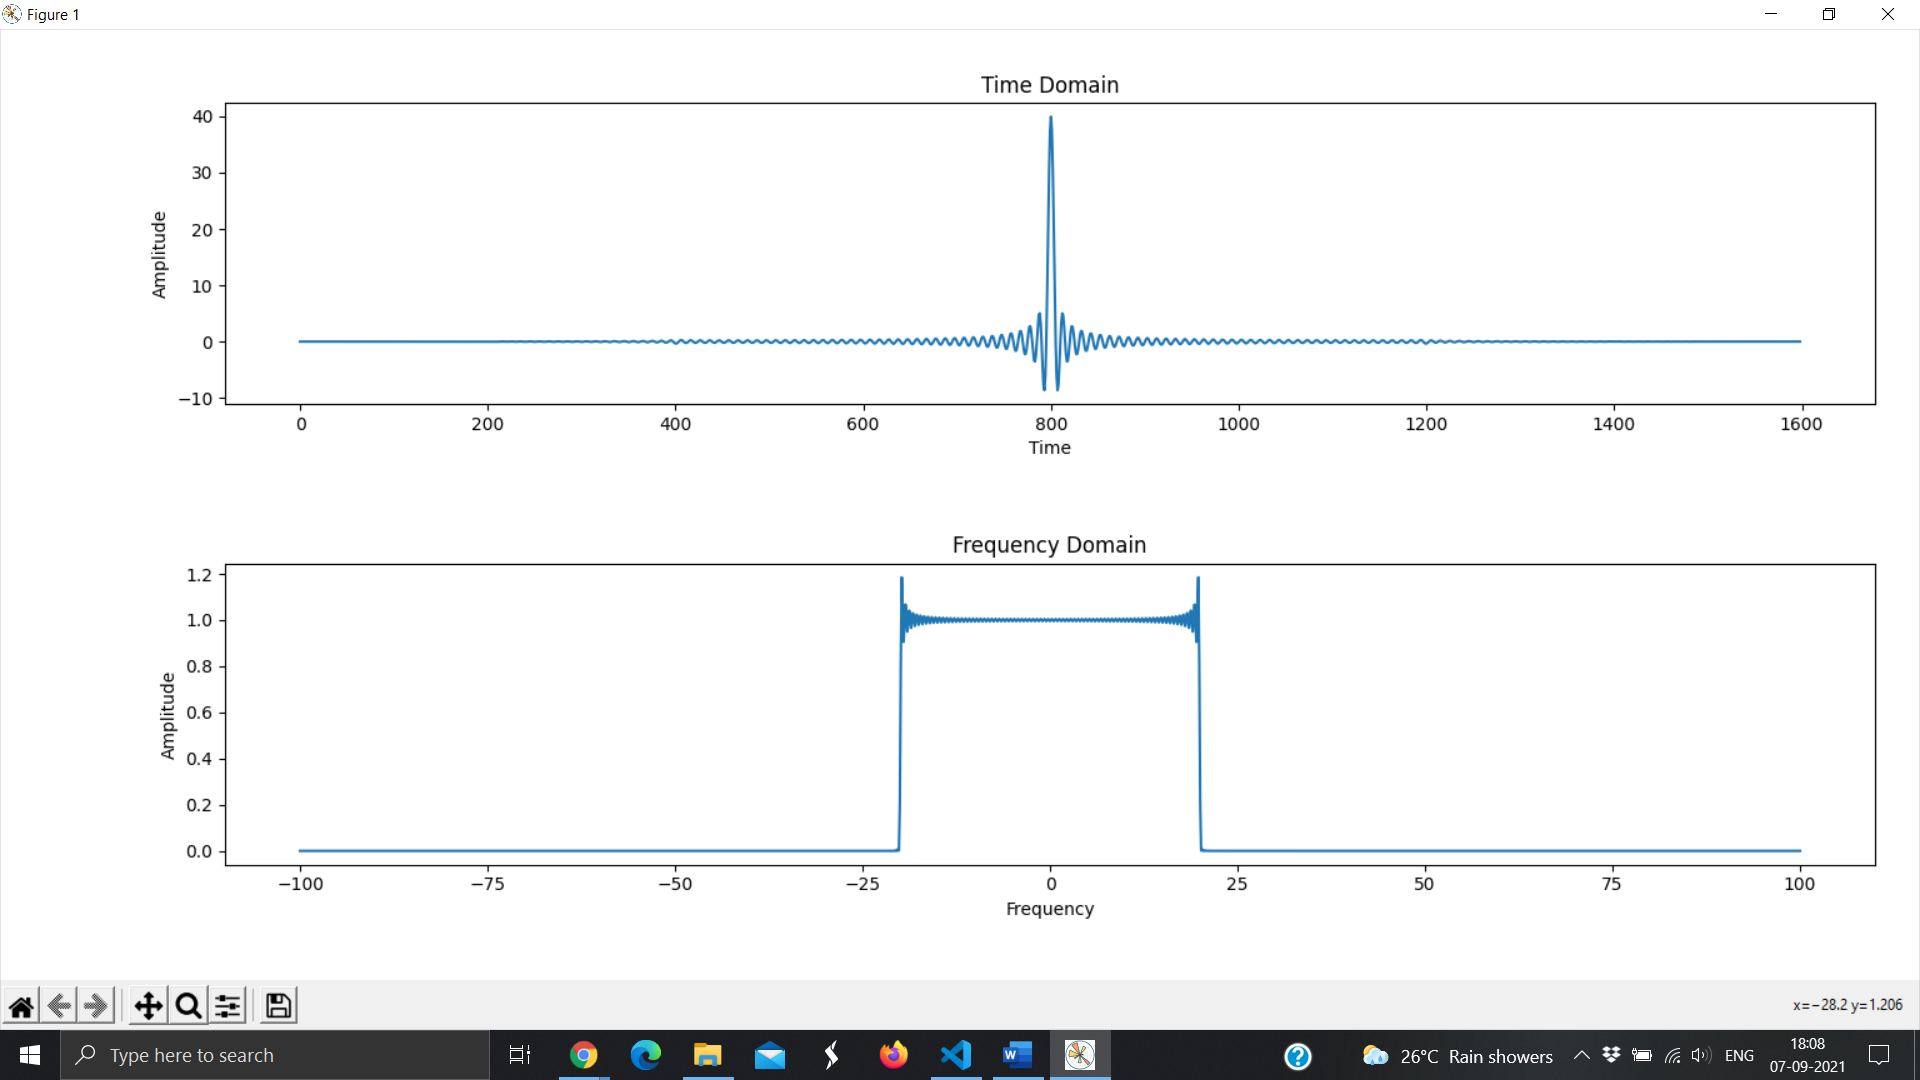 Figure 1
Time Domain
40
30
20
10
0
−10
Amplitude
0 200 400 600 800 1000 1200 1400 1600
Time
Frequency Domain
1.2
1.0
0.8
0.6
0.4
0.2
0.0
Amplitude
−100 −75 −50 −25 0 25 50 75 100
Frequency
x=−28.2 y=1.206
Type here to search
26°C Rain showers
ENG
18:08
07-09-2021